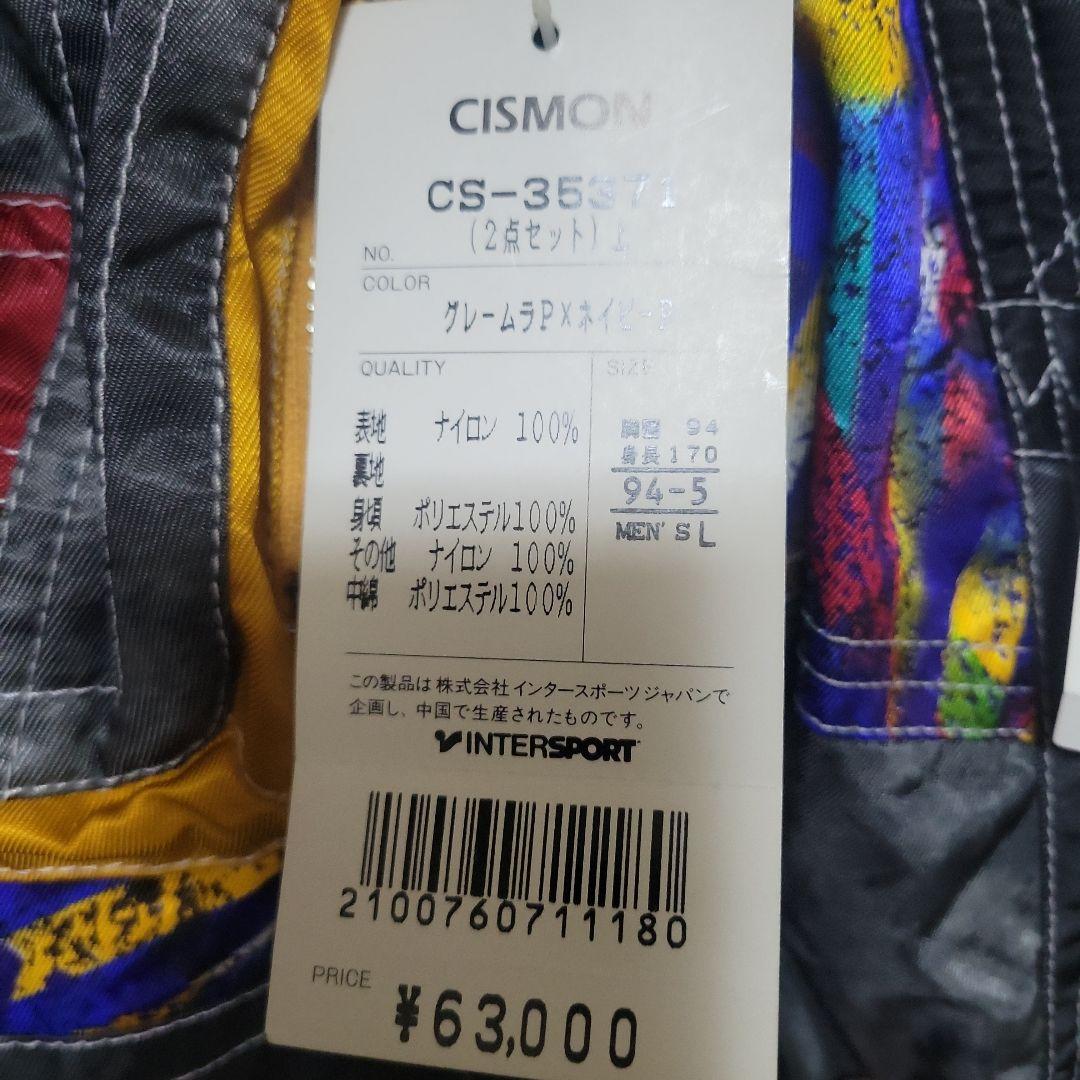 CISMON
CS-35371
NO. (2点セット)上
COLOR
グレームラP×ネイビーP
QUALITY SIZE
表地 ナイロン 100%
裏地
身頃 ポリエステル100%
その他 ナイロン 100%
中綿 ポリエステル100%
胸囲 94
身長 170
94-5
MEN'S L
この製品は株式会社インタースポーツジャパンで
企画し、中国で生産されたものです。
INTERSPORT
2100760711180
PRICE
¥63,000